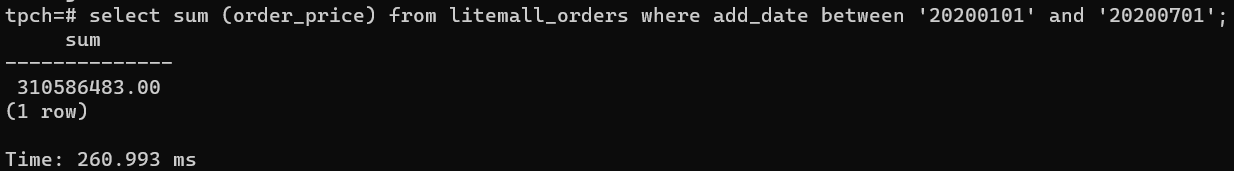 tpch=# select sum (order_price) from litemall_orders where add_date between '20200101' and '20200701';
sum
--------------
310586483.00
(1 row)
Time: 260.993 ms